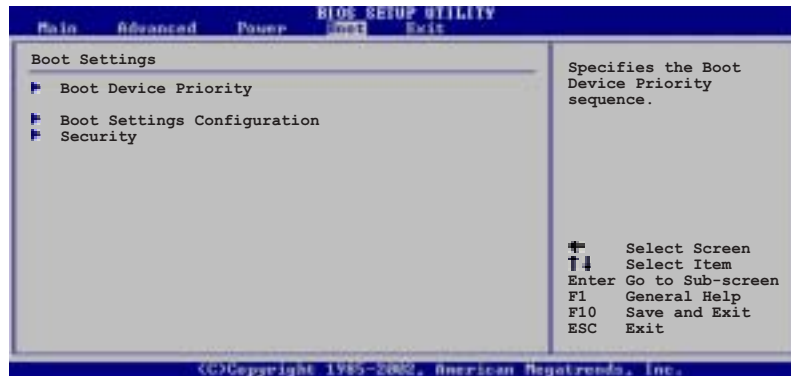 BIOS SETUP UTILITY
Main Advanced Power Boot Exit
Boot Settings
Boot Device Priority
Boot Settings Configuration
Security
Specifies the Boot
Device Priority
sequence.
Select Screen
↑↓ Select Item
Enter Go to Sub-screen
F1 General Help
F10 Save and Exit
ESC Exit
(C)Copyright 1985-2002, American Megatrends, Inc.